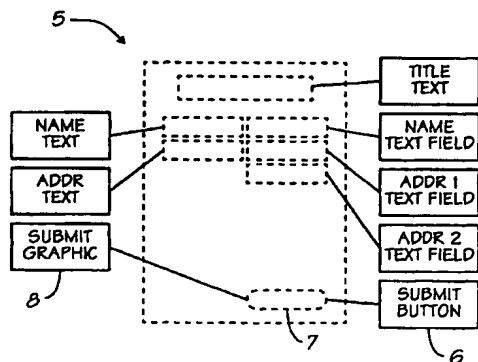 5
TITLE
TEXT
NAME
TEXT
NAME
TEXT FIELD
ADDR
TEXT
ADDR 1
TEXT FIELD
SUBMIT
GRAPHIC
ADDR 2
TEXT FIELD
8
7
SUBMIT
BUTTON
6